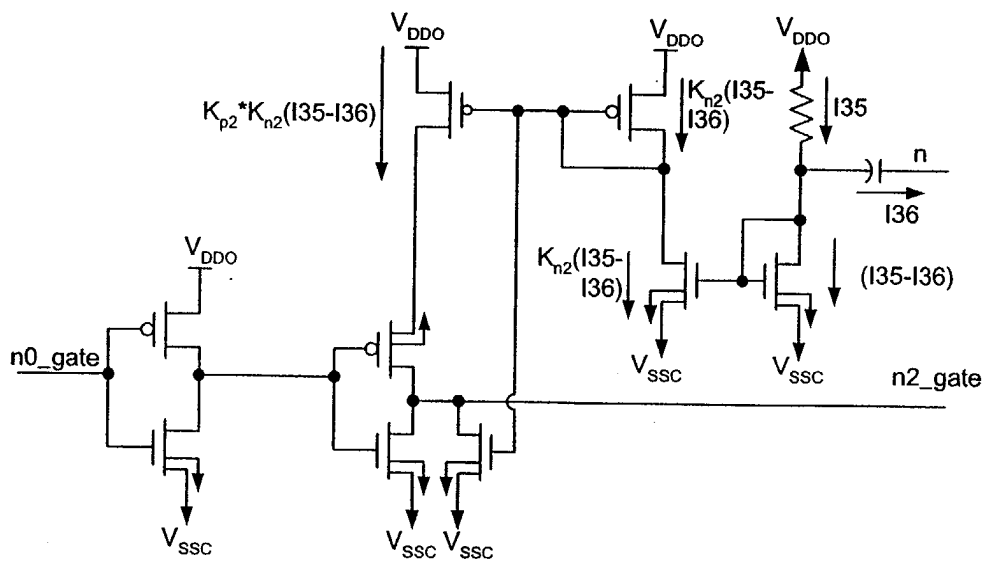 V_DDO
V_DDO
V_DDO
K_p2*K_n2(I35-I36)
K_n2(I35-
I36)
I35
n
I36
V_DDO
K_n2(I35-
I36)
(I35-I36)
n0_gate
V_SSC
V_SSC
n2_gate
V_SSC
V_SSC
V_SSC